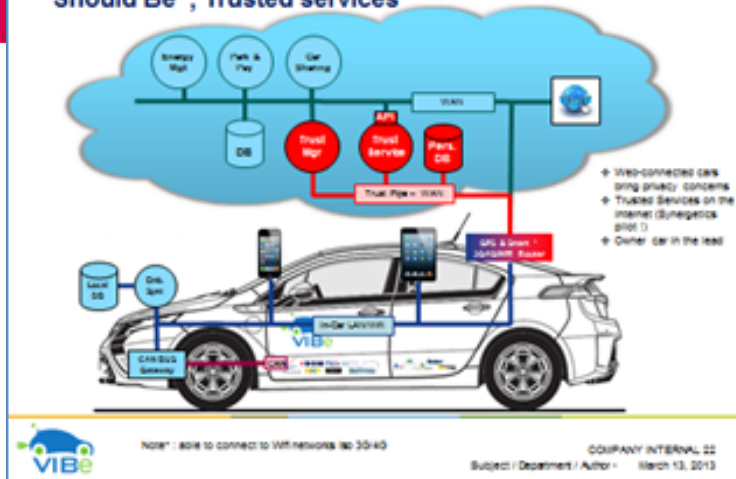 Should Be", Trusted services
Energy
Mgt
Park &
Pay
Car
Sharing
WAN
DB
Trust
Mgr
API
Trust
Service
Pers.
DB
Trust Pipe - WAN
Web-connected cars
bring privacy concerns
Trusted Services on the
internet (Synergetics
pilot !)
Owner car in the lead
GPS & Smart *
3G/4G/Wifi Router
Local
DB
Gateway
CAN BUS
In-Car LAN/Wifi
CAN
VIBe
VIBe
Note* : able to connect to Wifi networks iso 3G/4G
COMPANY INTERNAL 22
Subject / Department / Author - March 13, 2013